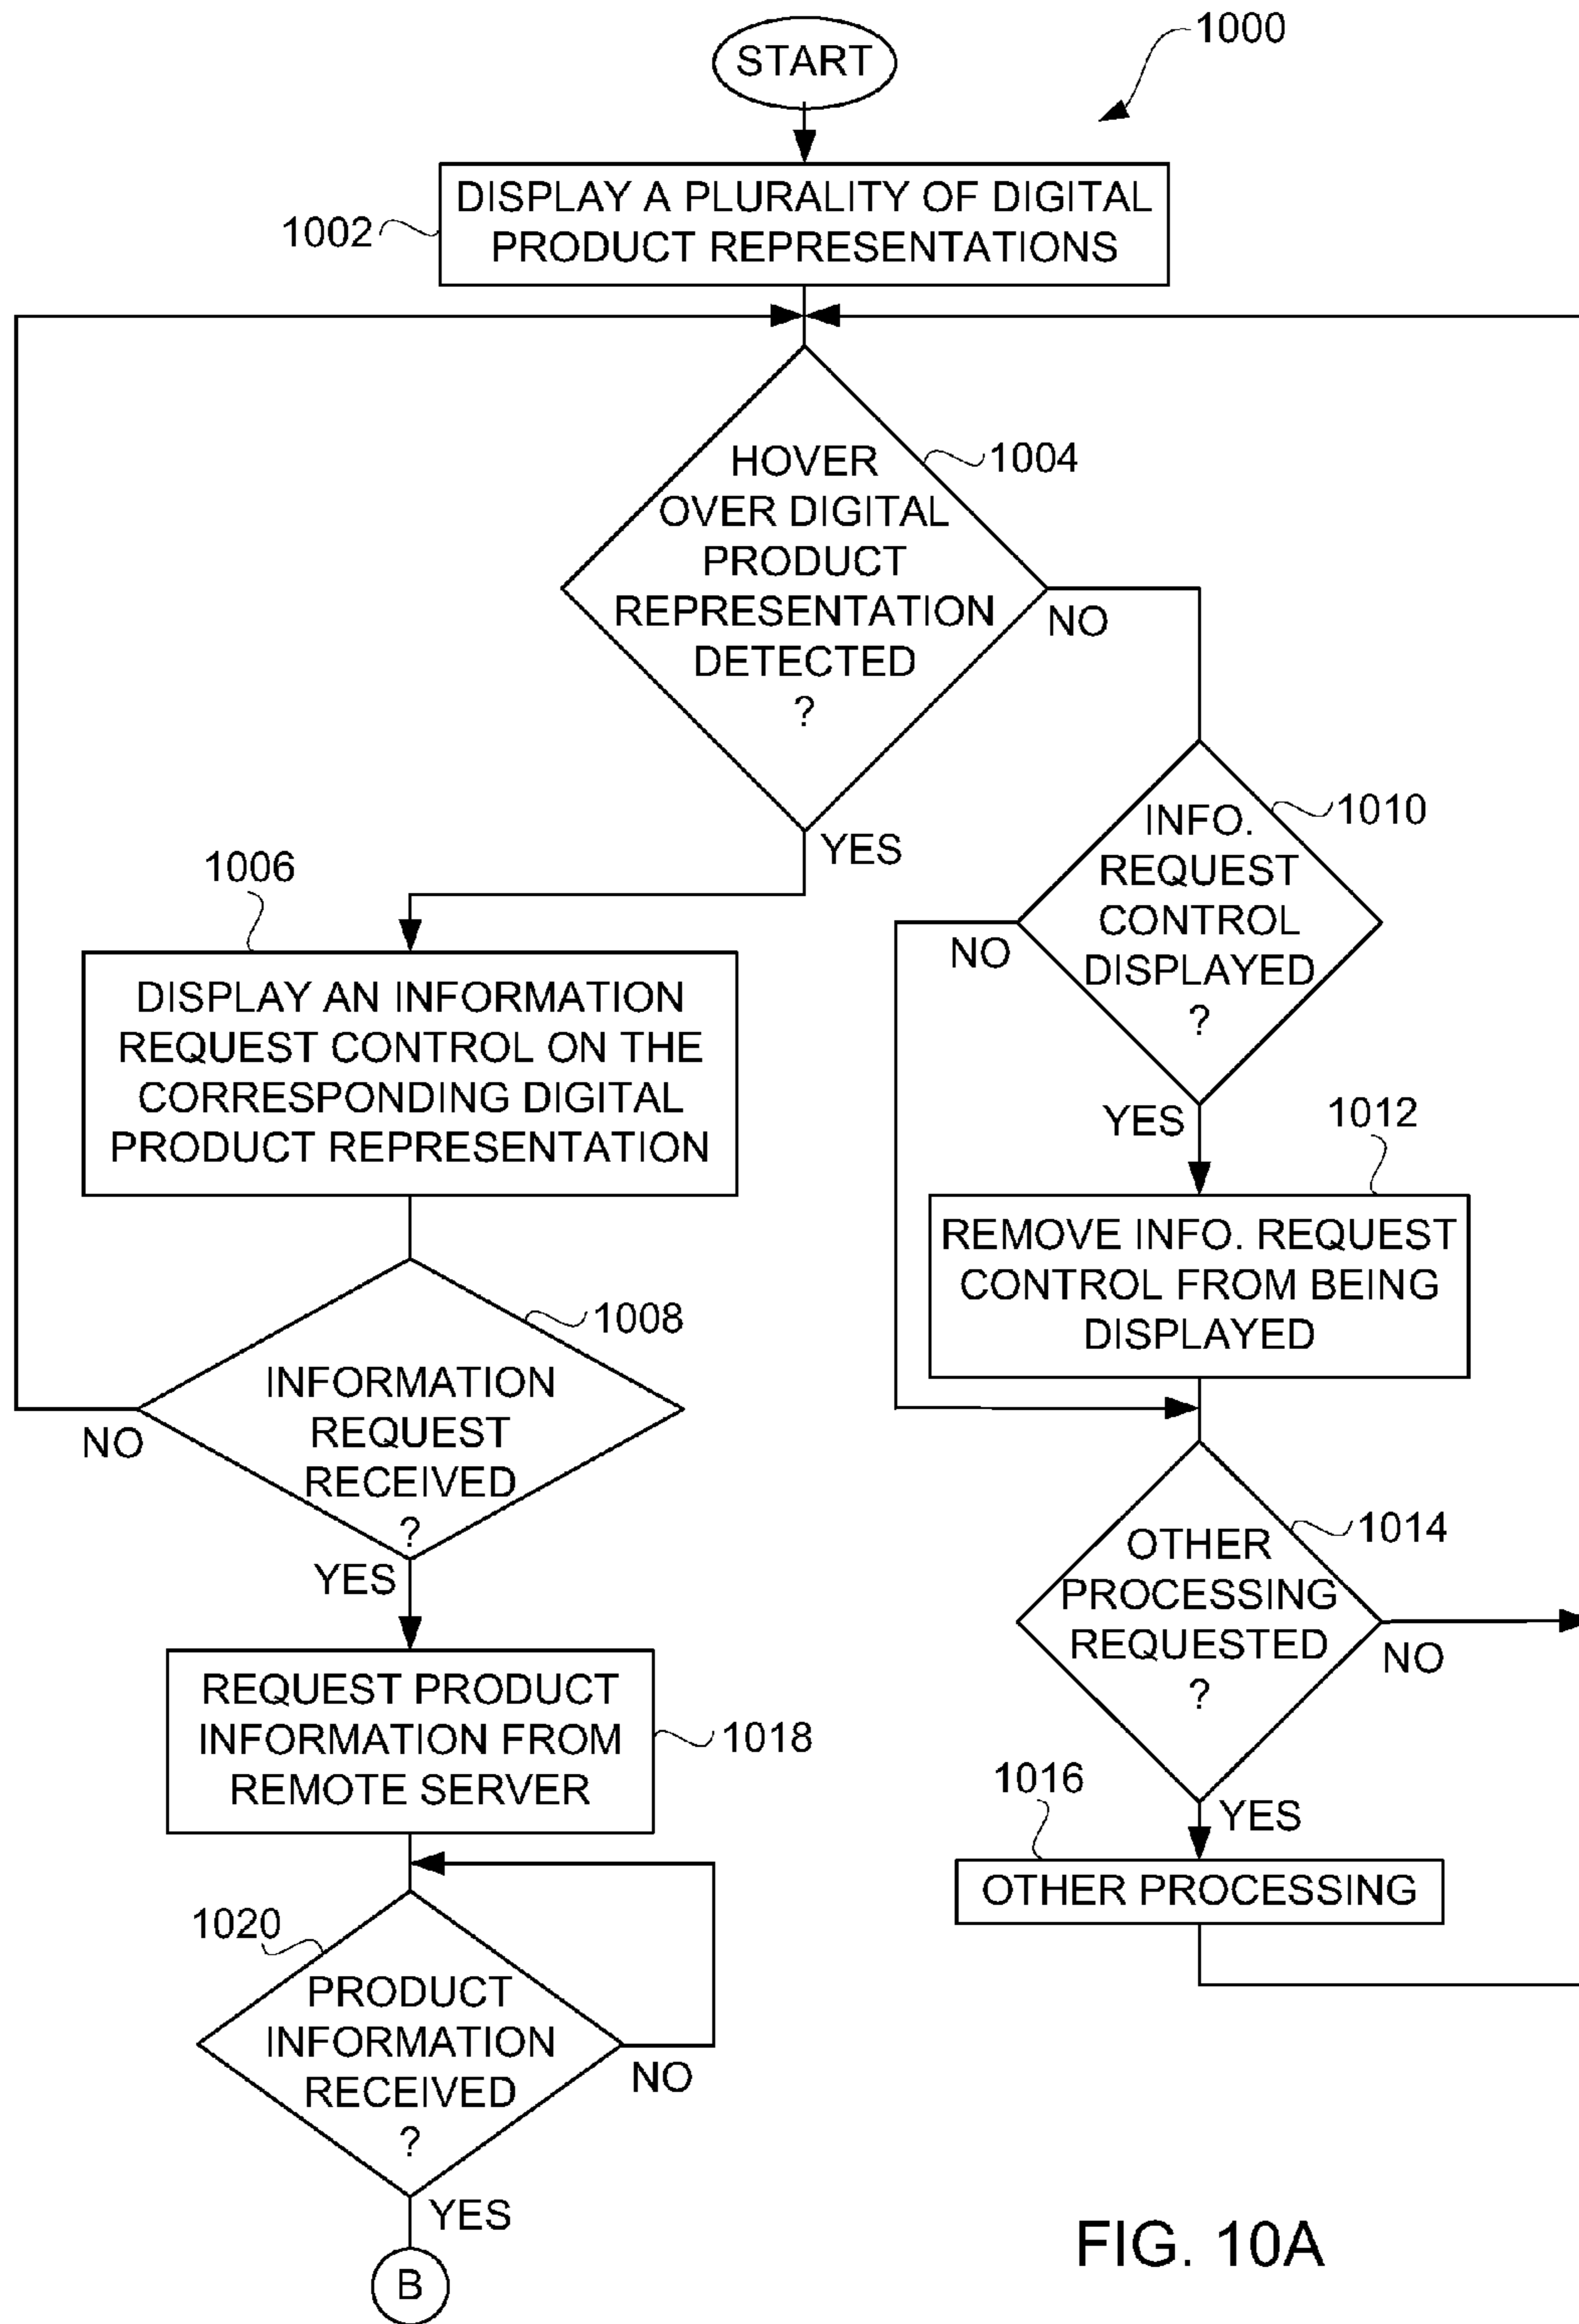 START
1000
DISPLAY A PLURALITY OF DIGITAL
PRODUCT REPRESENTATIONS
1002
HOVER
OVER DIGITAL
PRODUCT
REPRESENTATION
DETECTED
?
1004
NO
YES
1006
DISPLAY AN INFORMATION
REQUEST CONTROL ON THE
CORRESPONDING DIGITAL
PRODUCT REPRESENTATION
INFO.
REQUEST
CONTROL
DISPLAYED
?
1010
NO
YES
1012
REMOVE INFO. REQUEST
CONTROL FROM BEING
DISPLAYED
1008
INFORMATION
REQUEST
RECEIVED
?
NO
YES
OTHER
PROCESSING
REQUESTED
?
1014
NO
YES
REQUEST PRODUCT
INFORMATION FROM
REMOTE SERVER
1018
1016
OTHER PROCESSING
1020
PRODUCT
INFORMATION
RECEIVED
?
NO
YES
B
FIG. 10A